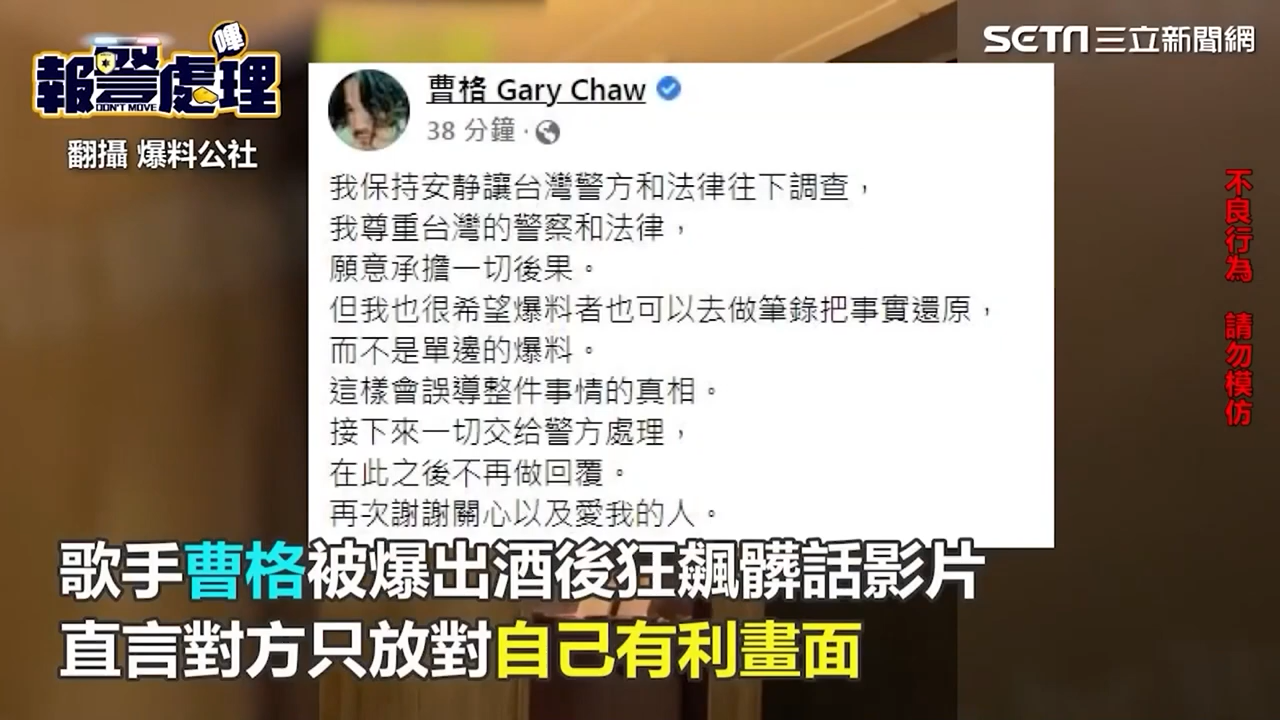 嗶
報警處理
DON'T MOVE
翻攝 爆料公社
SETN三立新聞網
曹格 Gary Chaw
38 分鐘 ·
我保持安静讓台灣警方和法律往下調查，
我尊重台灣的警察和法律，
願意承擔一切後果。
但我也很希望爆料者也可以去做筆錄把事實還原，
而不是單邊的爆料。
這樣會誤導整件事情的真相。
接下來一切交给警方處理，
在此之後不再做回覆。
再次謝謝關心以及愛我的人。
不良行為 請勿模仿
歌手曹格被爆出酒後狂飆髒話影片
直言對方只放對自己有利畫面